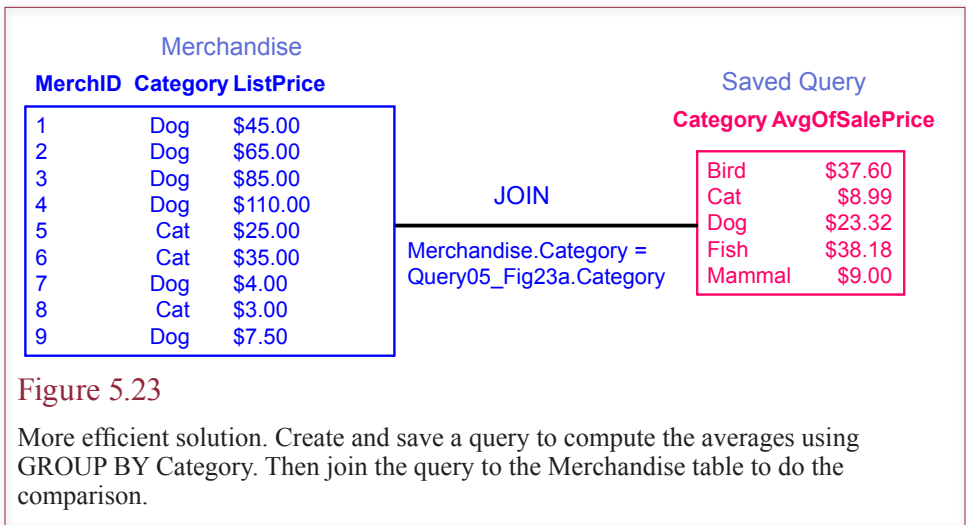 Merchandise
MerchID Category ListPrice
1 Dog $45.00
2 Dog $65.00
3 Dog $85.00
4 Dog $110.00
5 Cat $25.00
6 Cat $35.00
7 Dog $4.00
8 Cat $3.00
9 Dog $7.50
JOIN
Merchandise.Category =
Query05_Fig23a.Category
Saved Query
Category AvgOfSalePrice
Bird $37.60
Cat $8.99
Dog $23.32
Fish $38.18
Mammal $9.00
Figure 5.23
More efficient solution. Create and save a query to compute the averages using
GROUP BY Category. Then join the query to the Merchandise table to do the
comparison.